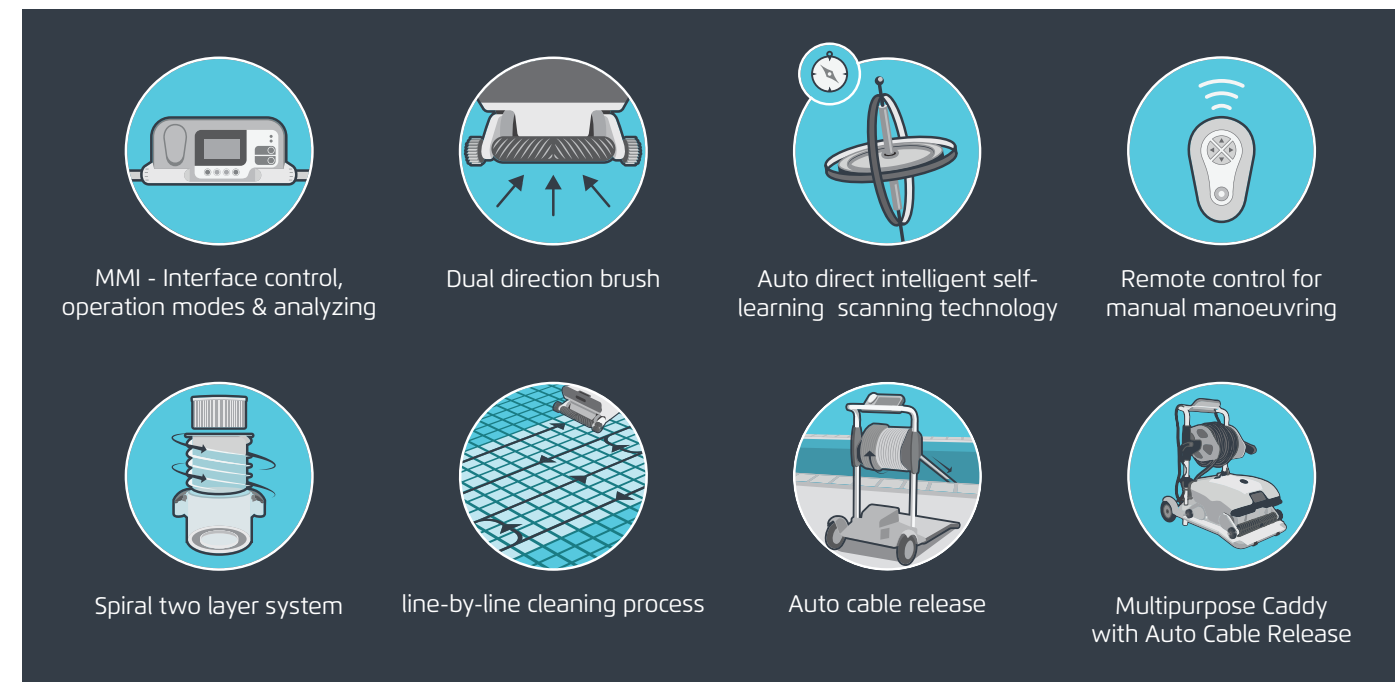 MMI - Interface control,
operation modes & analyzing
Dual direction brush
Auto direct intelligent self-
learning  scanning technology
Remote control for
manual manoeuvring
Spiral two layer system
line-by-line cleaning process
Auto cable release
Multipurpose Caddy
with Auto Cable Release